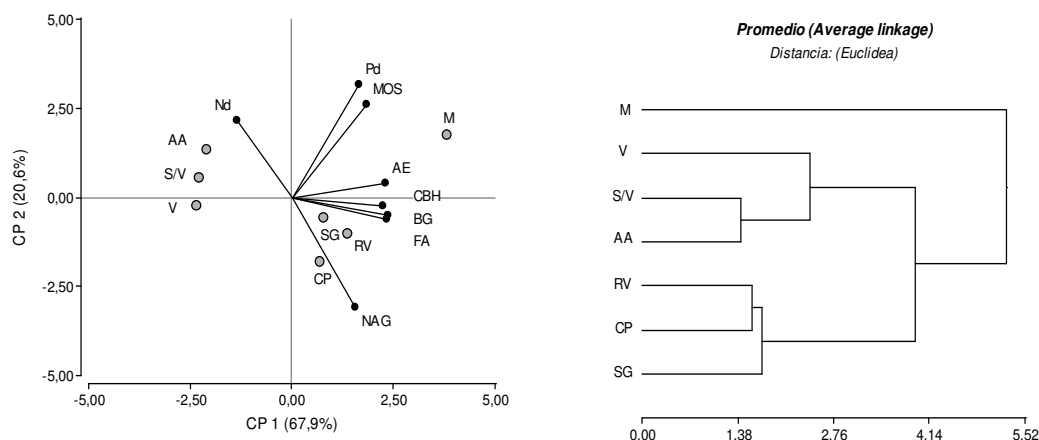 5,00
2,50
0,00
-2,50
-5,00
CP 2 (20,6%)
-5,00 -2,50 0,00 2,50 5,00
CP 1 (67,9%)
Pd
MOS
Nd
M
AA
AE
S/V
CBH
V
BG
SG
RV
FA
CP
NAG
Promedio (Average linkage)
Distancia: (Euclidea)
M
V
S/V
AA
RV
CP
SG
0.00 1.38 2.76 4.14 5.52